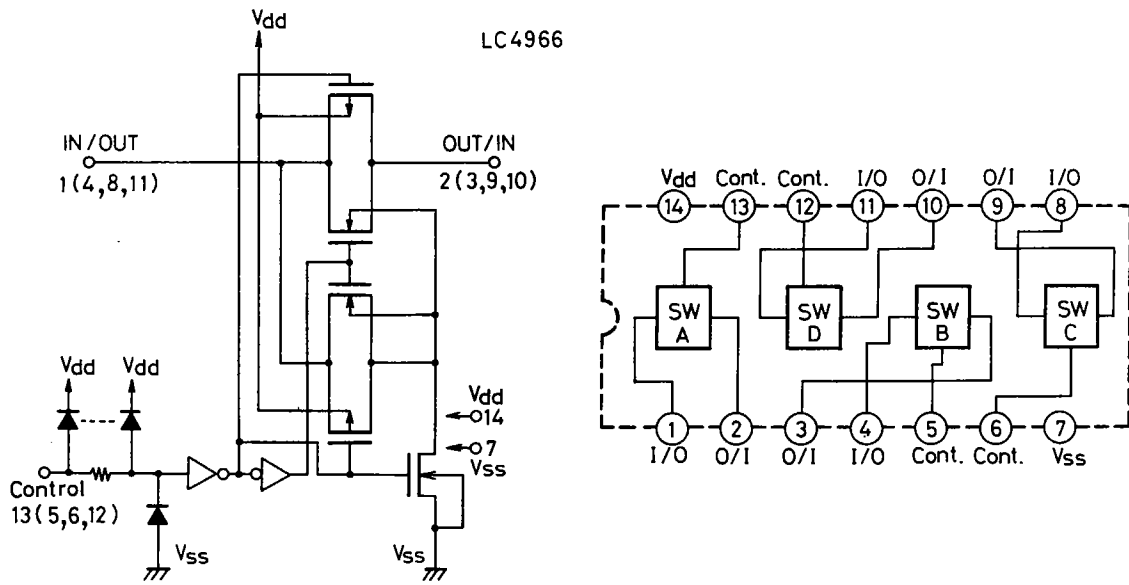 Vdd
LC4966
IN/OUT
OUT/IN
1(4,8,11)
2(3,9,10)
Vdd
Vdd
Vdd
14
7
Vss
Control
13(5,6,12)
Vss
Vss
Vdd Cont. Cont. I/O O/I O/I I/O
14 13 12 11 10 9 8
SW A
SW D
SW B
SW C
1 2 3 4 5 6 7
I/O O/I O/I I/O Cont. Cont. Vss